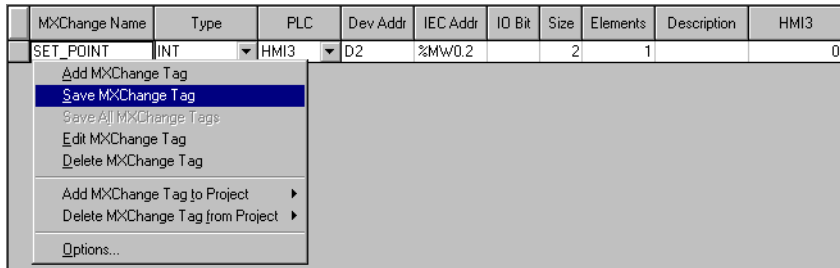 MXChange Name Type PLC Dev Addr IEC Addr IO Bit Size Elements Description HMI3
SET_POINT INT HMI3 D2 %MW0.2 2 1 0
Add MXChange Tag
Save MXChange Tag
Save All MXChange Tags
Edit MXChange Tag
Delete MXChange Tag
Add MXChange Tag to Project
Delete MXChange Tag from Project
Options...